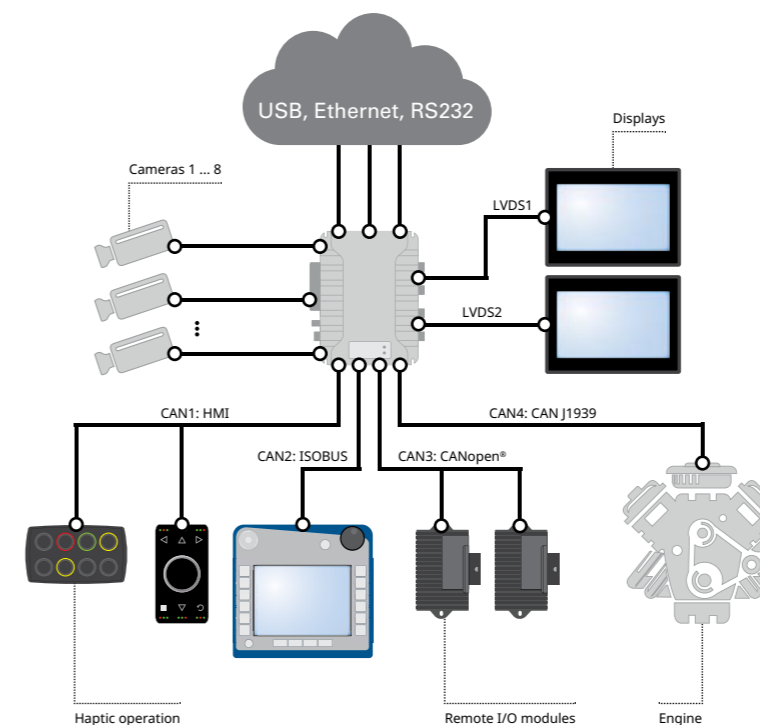 USB, Ethernet, RS232
Displays
Cameras 1 ... 8
LVDS1
LVDS2
CAN1: HMI
CAN4: CAN J1939
CAN2: ISOBUS
CAN3: CANopen®
Haptic operation
Remote I/O modules
Engine